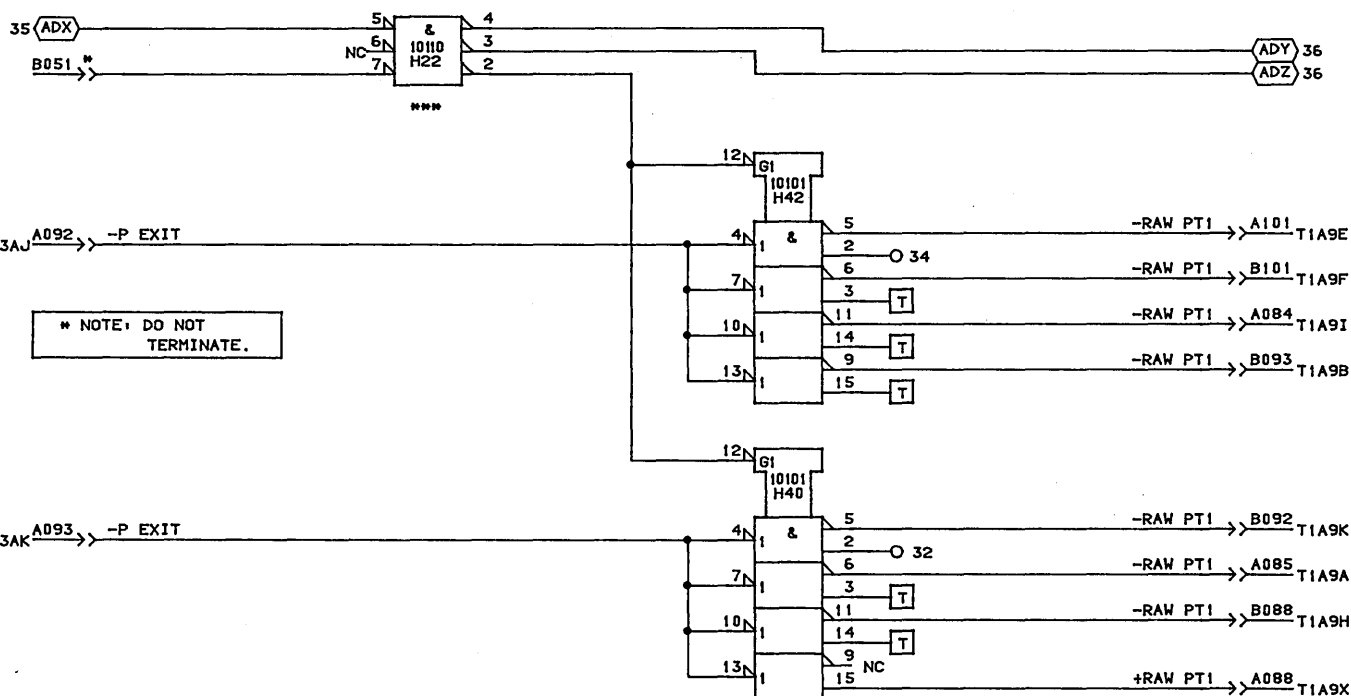 35 ADX 5 & 4
6 10110 3 ADY 36
NC H22
B051 * 7 2 ADZ 36
***
12 G1
10101
H42
3AJ A092 -P EXIT 4 1 & 5 -RAW PT1 A101 T1A9E
2 34
7 1 6 -RAW PT1 B101 T1A9F
3 T
* NOTE: DO NOT
TERMINATE.
10 1 11 -RAW PT1 A084 T1A9I
14 T
13 1 9 -RAW PT1 B093 T1A9B
15 T
12 G1
10101
H40
3AK A093 -P EXIT 4 1 & 5 -RAW PT1 B092 T1A9K
2 32
7 1 6 -RAW PT1 A085 T1A9A
3 T
10 1 11 -RAW PT1 B088 T1A9H
14 T
13 1 9 NC
15 +RAW PT1 A088 T1A9X